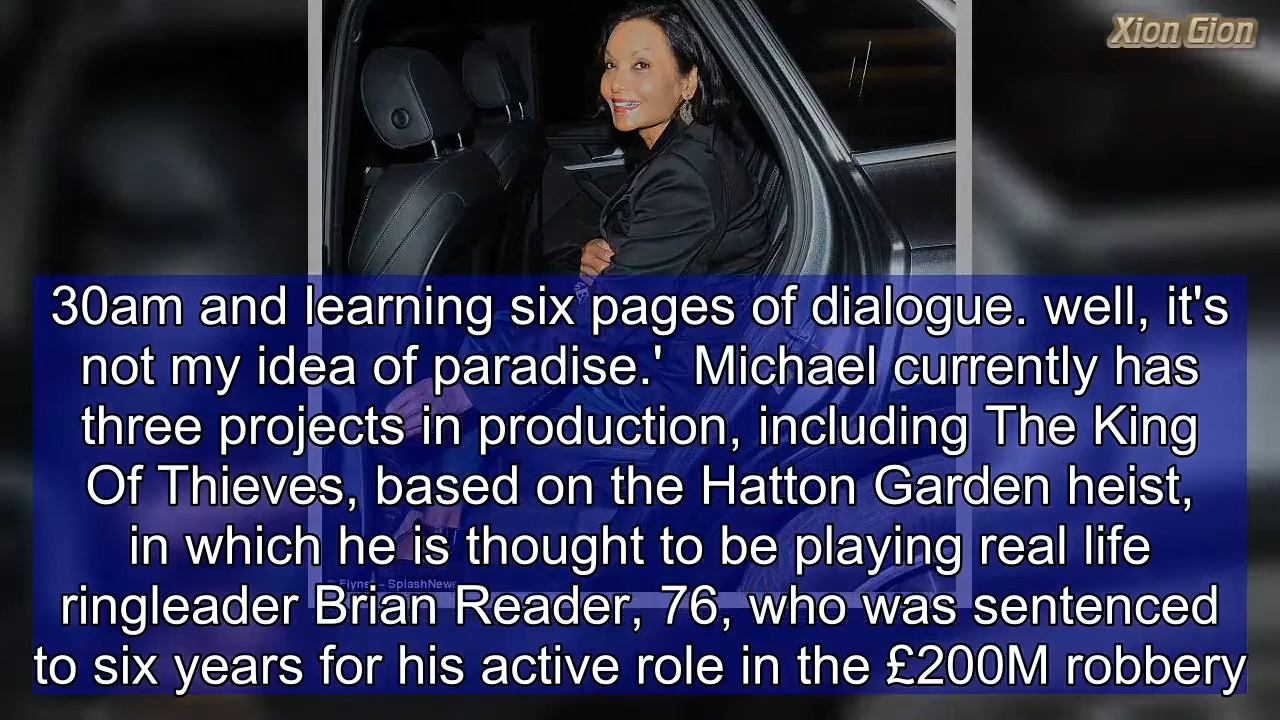 Xion Gion
30am and learning six pages of dialogue. well, it's
not my idea of paradise.' Michael currently has
three projects in production, including The King
Of Thieves, based on the Hatton Garden heist,
in which he is thought to be playing real life
© Flynet - SplashNews
ringleader Brian Reader, 76, who was sentenced
to six years for his active role in the £200M robbery